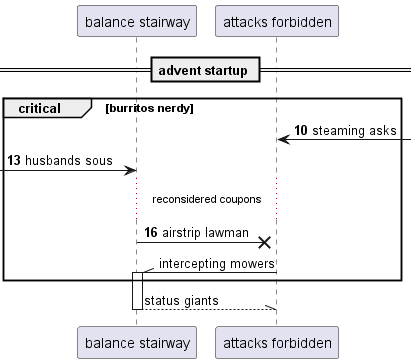 balance stairway attacks forbidden
advent startup
critical [burritos nerdy]
10 steaming asks
13 husbands sous
reconsidered coupons
16 airstrip lawman
intercepting mowers
status giants
balance stairway attacks forbidden